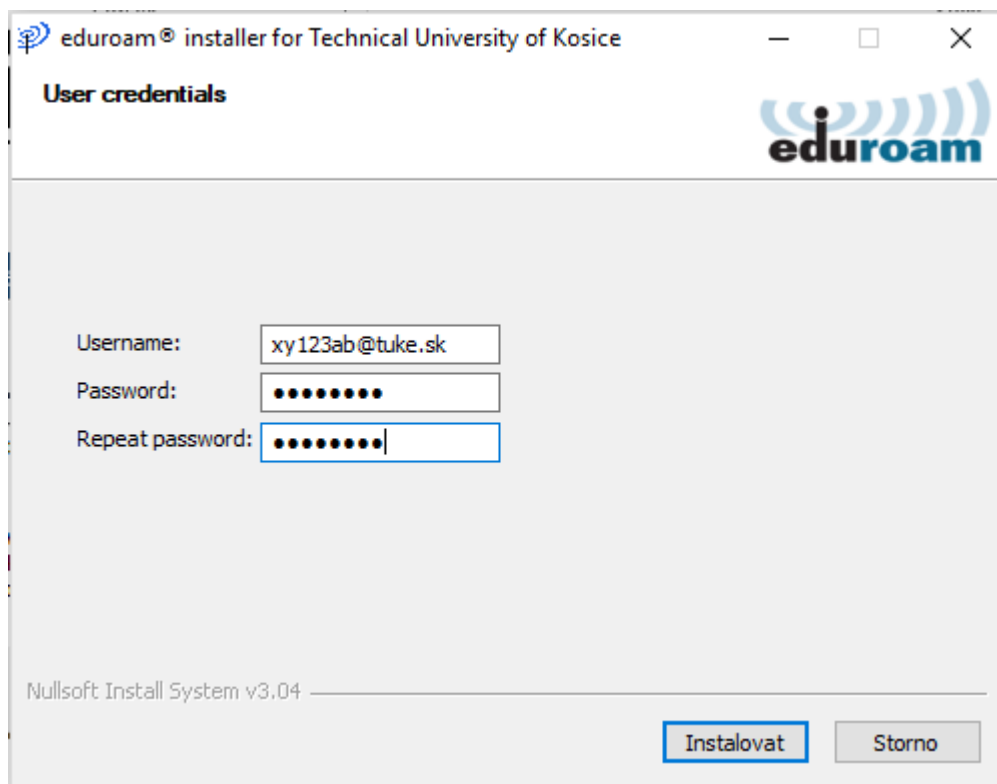 eduroam® installer for Technical University of Kosice
User credentials
eduroam
Username: xy123ab@tuke.sk
Password: ●●●●●●●●
Repeat password: ●●●●●●●●
Nullsoft Install System v3.04
Instalovat Storno